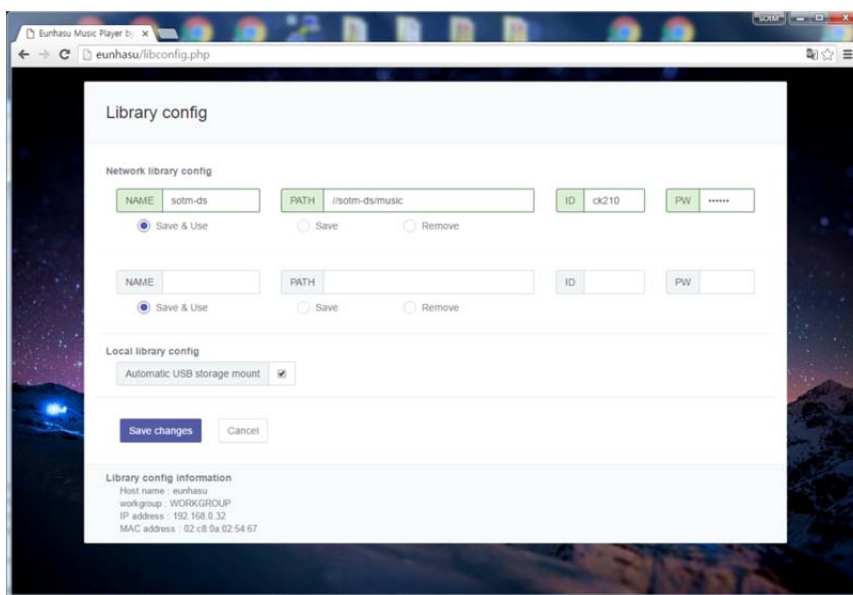 SOtM
Eunhasu Music Player by
eunhasu/libconfig.php
Library config
Network library config
NAME sotm-ds PATH //sotm-ds/music ID ck210 PW ••••••
Save & Use Save Remove
NAME PATH ID PW
Save & Use Save Remove
Local library config
Automatic USB storage mount
Save changes Cancel
Library config information
Host name : eunhasu
workgroup : WORKGROUP
IP address : 192.168.0.32
MAC address : 02:c8:0a:02:54:67